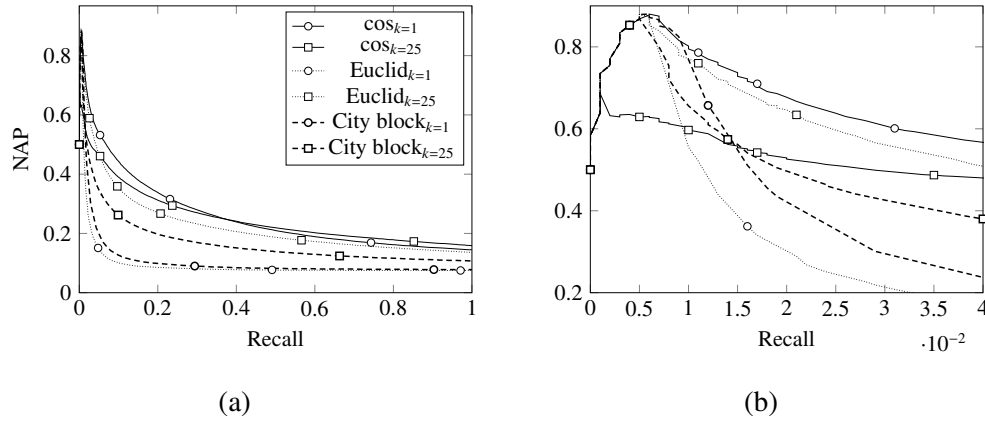 0.8
0.6
0.4
0.2
0
NAP
0 0.2 0.4 0.6 0.8 1
Recall
cos_{k=1}
cos_{k=25}
Euclid_{k=1}
Euclid_{k=25}
City block_{k=1}
City block_{k=25}
(a)
0.8
0.6
0.4
0.2
0 0.5 1 1.5 2 2.5 3 3.5 4
Recall
·10⁻²
(b)